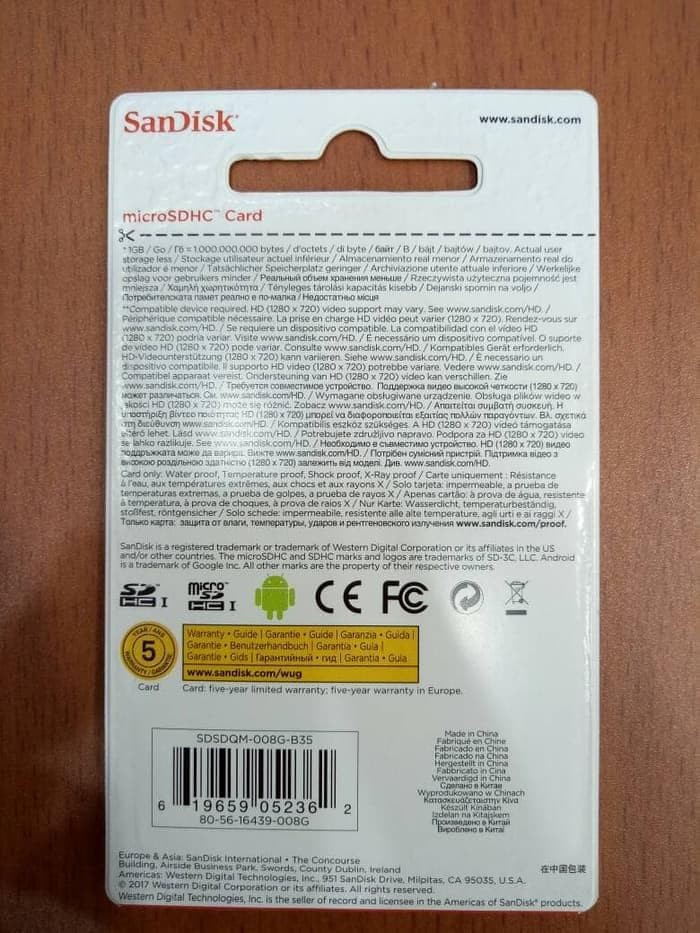 SanDisk®
www.sandisk.com
microSDHC™ Card
*1GB / Go / Гб = 1.000.000.000 bytes / d'octets / di byte / байт / B / bájt / bajtów / bajtov. Actual user
storage less / Stockage utilisateur actuel inférieur / Almacenamiento real menor / Armazenamento real do
utilizador é menor / Tatsächlicher Speicherplatz geringer / Archiviazione utente attuale inferiore / Werkelijke
opslag voor gebruikers minder / Реальный объем хранения меньше / Rzeczywista użyteczna pojemność jest
mniejsza / Χαμηλή χωρητικότητα / Tényleges tárolási kapacitás kisebb / Dejanski spomin na voljo /
Потребителската памет реално е по-малка / Недостатньо місця
**Compatible device required. HD (1280 x 720) video support may vary. See www.sandisk.com/HD. /
Périphérique compatible nécessaire. La prise en charge HD vidéo peut varier (1280 x 720). Rendez-vous sur
www.sandisk.com/HD. / Se requiere un dispositivo compatible. La compatibilidad con el vídeo HD
(1280 x 720) podría variar. Visite www.sandisk.com/HD. / É necessário um dispositivo compatível. O suporte
de vídeo HD (1280 x 720) pode variar. Consulte www.sandisk.com/HD. / Kompatibles Gerät erforderlich.
HD-Videounterstützung (1280 x 720) kann variieren. Siehe www.sandisk.com/HD. / È necessario un
dispositivo compatibile. Il supporto HD video (1280 x 720) potrebbe variare. Vedere www.sandisk.com/HD. /
Compatibel apparaat vereist. Ondersteuning van HD (1280 x 720) video kan verschillen. Zie
www.sandisk.com/HD. / Требуется совместимое устройство. Поддержка видео высокой четкости (1280 x 720)
может различаться. См. www.sandisk.com/HD. / Wymagane obsługiwane urządzenie. Obsługa plików wideo w
jakości HD (1280 x 720) może się różnić. Zobacz www.sandisk.com/HD. / Απαιτείται συμβατή συσκευή. Η
υποστήριξη βίντεο ποιότητας HD (1280 x 720) μπορεί να διαφοροποιείται εξαιτίας πολλών παραγόντων. Βλ. σχετικά
στη διεύθυνση www.sandisk.com/HD. / Kompatibilis eszköz szükséges. A HD (1280 x 720) videó támogatása
eltérő lehet. Lásd www.sandisk.com/HD. / Potrebujete združljivo napravo. Podpora za HD (1280 x 720) video
se lahko razlikuje. See www.sandisk.com/HD. / Необходимо е съвместимо устройство. HD (1280 x 720) видео
поддръжката може да варира. Вижте www.sandisk.com/HD. / Потрібен сумісний пристрій. Підтримка відео з
високою роздільною здатністю (1280 x 720) залежить від моделі. Див. www.sandisk.com/HD.
Card only: Water proof, Temperature proof, Shock proof, X-Ray proof / Carte uniquement : Résistance
à l'eau, aux températures extrêmes, aux chocs et aux rayons X / Solo tarjeta: impermeable, a prueba de
temperaturas extremas, a prueba de golpes, a prueba de rayos X / Apenas cartão: à prova de água, resistente
à temperatura, à prova de choques, à prova de raios X / Nur Karte: Wasserdicht, temperaturbeständig,
stoßfest, röntgensicher / Solo schede: impermeabile, resistente alle alte temperature, agli urti e ai raggi X /
Только карта: защита от влаги, температуры, ударов и рентгеновского излучения www.sandisk.com/proof.
SanDisk is a registered trademark or trademark of Western Digital Corporation or its affiliates in the US
and/or other countries. The microSDHC and SDHC marks and logos are trademarks of SD-3C, LLC. Android
is a trademark of Google Inc. All other marks are the property of their respective owners.
SD HC I micro SD HC I CE FC
YEAR / ANS
5
WARRANTY / GARANTIE
Card
Warranty • Guide | Garantie • Guide | Garanzia • Guida |
Garantie • Benutzerhandbuch | Garantía • Guía |
Garantie • Gids | Гарантийный • гид | Garantia • Guia
www.sandisk.com/wug
Card: five-year limited warranty; five-year warranty in Europe.
SDSDQM-008G-B35
6 19659 05236 2
80-56-16439-008G
Made in China
Fabriqué en Chine
Fabricado en China
Fabricado na China
Hergestellt in China
Fabbricato in Cina
Vervaardigd in China
Сделано в Китае
Wyprodukowano w Chinach
Κατασκευάζεται στην Κίνα
Készült Kínában
Izdelan na Kitajskem
Произведено в Китай
Вироблено в Китаї
Europe & Asia: SanDisk International • The Concourse
Building, Airside Business Park, Swords, County Dublin, Ireland
Americas: Western Digital Technologies, Inc., 951 SanDisk Drive, Milpitas, CA 95035, U.S.A.
© 2017 Western Digital Corporation or its affiliates. All rights reserved.
在中国包装
Western Digital Technologies, Inc. is the seller of record and licensee in the Americas of SanDisk® products.